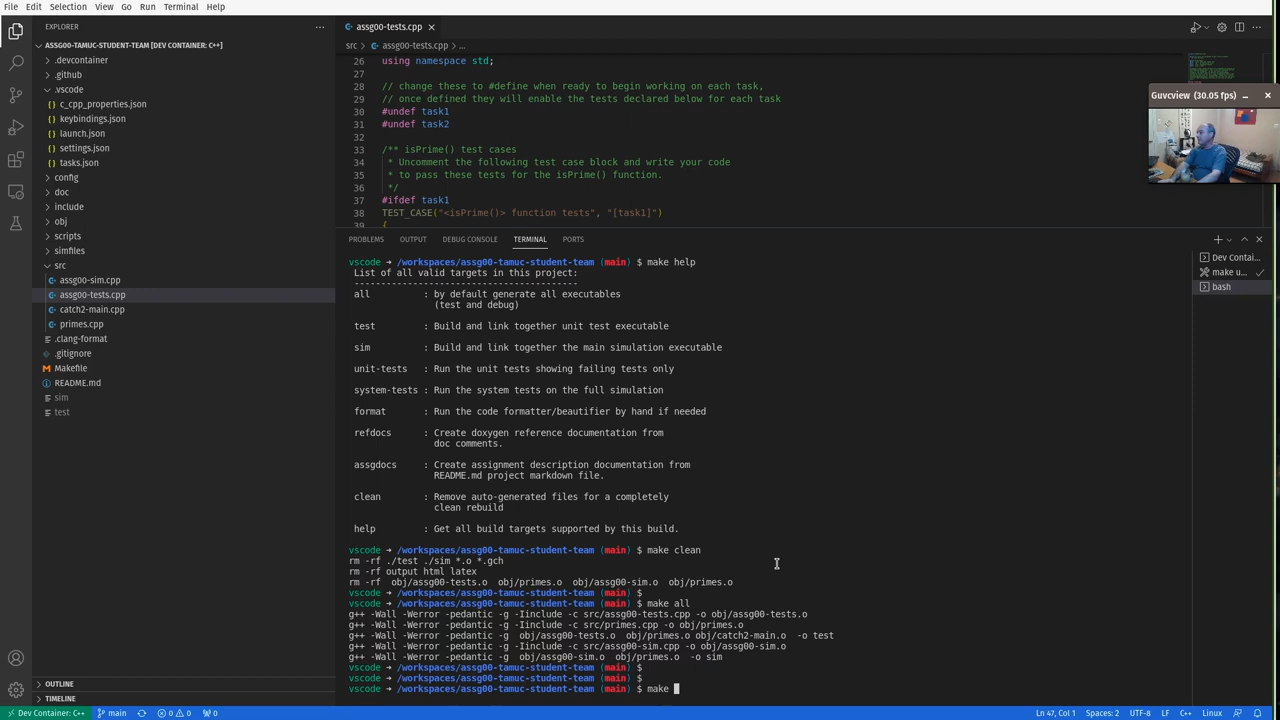 File Edit Selection View Go Run Terminal Help
EXPLORER
ASSG00-TAMUC-STUDENT-TEAM [DEV CONTAINER: C++]
.devcontainer
.github
.vscode
c_cpp_properties.json
keybindings.json
launch.json
settings.json
tasks.json
config
doc
include
obj
scripts
simfiles
src
assg00-sim.cpp
assg00-tests.cpp
catch2-main.cpp
primes.cpp
.clang-format
.gitignore
Makefile
README.md
sim
test
OUTLINE
TIMELINE
assg00-tests.cpp
src > assg00-tests.cpp > ...
26 using namespace std;
27
28 // change these to #define when ready to begin working on each task,
29 // once defined they will enable the tests declared below for each task
30 #undef task1
31 #undef task2
32
33 /** isPrime() test cases
34 * Uncomment the following test case block and write your code
35 * to pass these tests for the isPrime() function.
36 */
37 #ifdef task1
38 TEST_CASE("<isPrime()> function tests", "[task1]")
39 {
Guvcview (30.05 fps)
PROBLEMS OUTPUT DEBUG CONSOLE TERMINAL PORTS
vscode → /workspaces/assg00-tamuc-student-team (main) $ make help
List of all valid targets in this project:
------------------------------------------
all : by default generate all executables
(test and debug)
test : Build and link together unit test executable
sim : Build and link together the main simulation executable
unit-tests : Run the unit tests showing failing tests only
system-tests : Run the system tests on the full simulation
format : Run the code formatter/beautifier by hand if needed
refdocs : Create doxygen reference documentation from
doc comments.
assgdocs : Create assignment description documentation from
README.md project markdown file.
clean : Remove auto-generated files for a completely
clean rebuild
help : Get all build targets supported by this build.
vscode → /workspaces/assg00-tamuc-student-team (main) $ make clean
rm -rf ./test ./sim *.o *.gch
rm -rf output html latex
rm -rf obj/assg00-tests.o obj/primes.o obj/assg00-sim.o obj/primes.o
vscode → /workspaces/assg00-tamuc-student-team (main) $
vscode → /workspaces/assg00-tamuc-student-team (main) $ make all
g++ -Wall -Werror -pedantic -g -Iinclude -c src/assg00-tests.cpp -o obj/assg00-tests.o
g++ -Wall -Werror -pedantic -g -Iinclude -c src/primes.cpp -o obj/primes.o
g++ -Wall -Werror -pedantic -g obj/assg00-tests.o obj/primes.o obj/catch2-main.o -o test
g++ -Wall -Werror -pedantic -g -Iinclude -c src/assg00-sim.cpp -o obj/assg00-sim.o
g++ -Wall -Werror -pedantic -g obj/assg00-sim.o obj/primes.o -o sim
vscode → /workspaces/assg00-tamuc-student-team (main) $
vscode → /workspaces/assg00-tamuc-student-team (main) $
vscode → /workspaces/assg00-tamuc-student-team (main) $ make
Dev Contai...
make u...
bash
Dev Container: C++ main 0 0 0 Ln 47, Col 1 Spaces: 2 UTF-8 LF C++ Linux